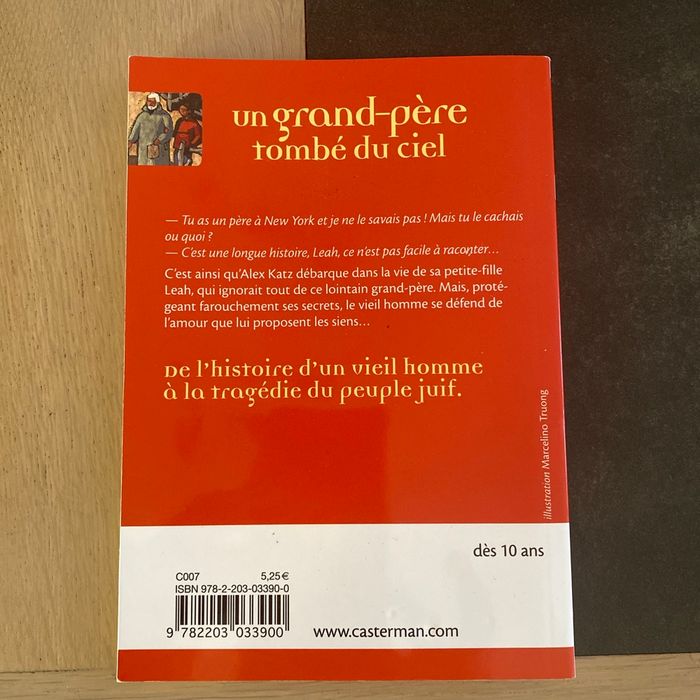 un grand-père
tombé du ciel
— Tu as un père à New York et je ne le savais pas ! Mais tu le cachais
ou quoi ?
— C'est une longue histoire, Leah, ce n'est pas facile à raconter…
C'est ainsi qu'Alex Katz débarque dans la vie de sa petite-fille
Leah, qui ignorait tout de ce lointain grand-père. Mais, proté-
geant farouchement ses secrets, le vieil homme se défend de
l'amour que lui proposent les siens…
De l'histoire d'un vieil homme
à la tragédie du peuple juif.
illustration Marcelino Truong
dès 10 ans
C007 5,25 €
ISBN 978-2-203-03390-0
9 782203 033900
www.casterman.com